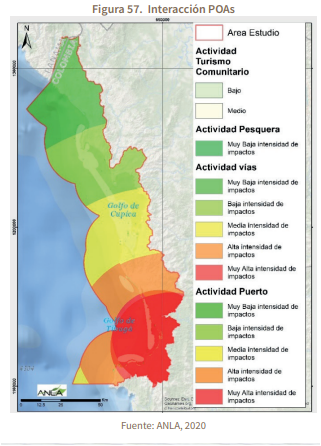 Figura 57. Interacción POAs
N
Area Estudio
Actividad
Turismo
Comunitario
Bajo
Medio
Actividad Pesquera
Muy Baja intensidad de
impactos
Actividad vías
Muy Baja intensidad de
impactos
Baja intensidad de
impactos
Media intensidad de
impactos
Alta intensidad de
impactos
Muy Alta intensidad de
impactos
Actividad Puerto
Muy Baja intensidad de
impactos
Baja intensidad de
impactos
Media Intensidad de
impactos
Alta intensidad de
impactos
Muy Alta intensidad de
impactos
Golfo de
Cupica
ANLA
Fuente: ANLA, 2020